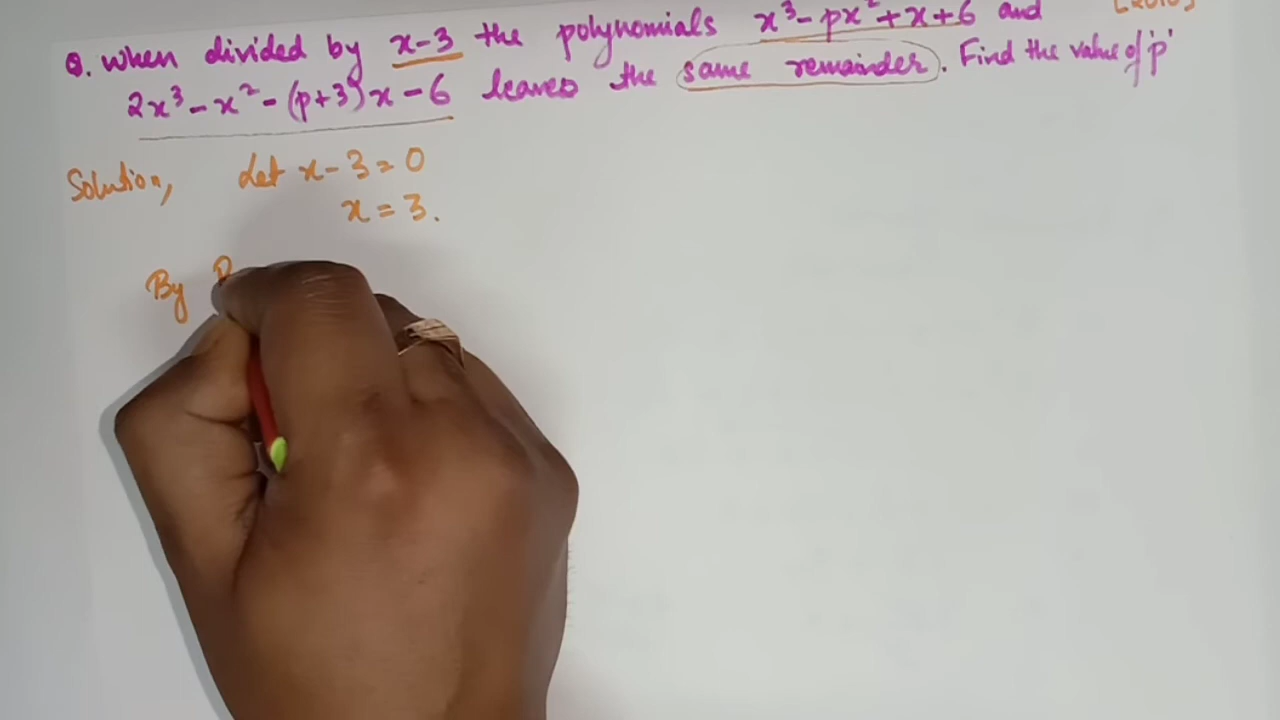 Q. When divided by x-3 the polynomials x³-px²+x+6 and [2010]
2x³-x²-(p+3)x-6 leaves the same remainder. Find the value of 'p'
Solution, Let x-3=0
x=3.
By